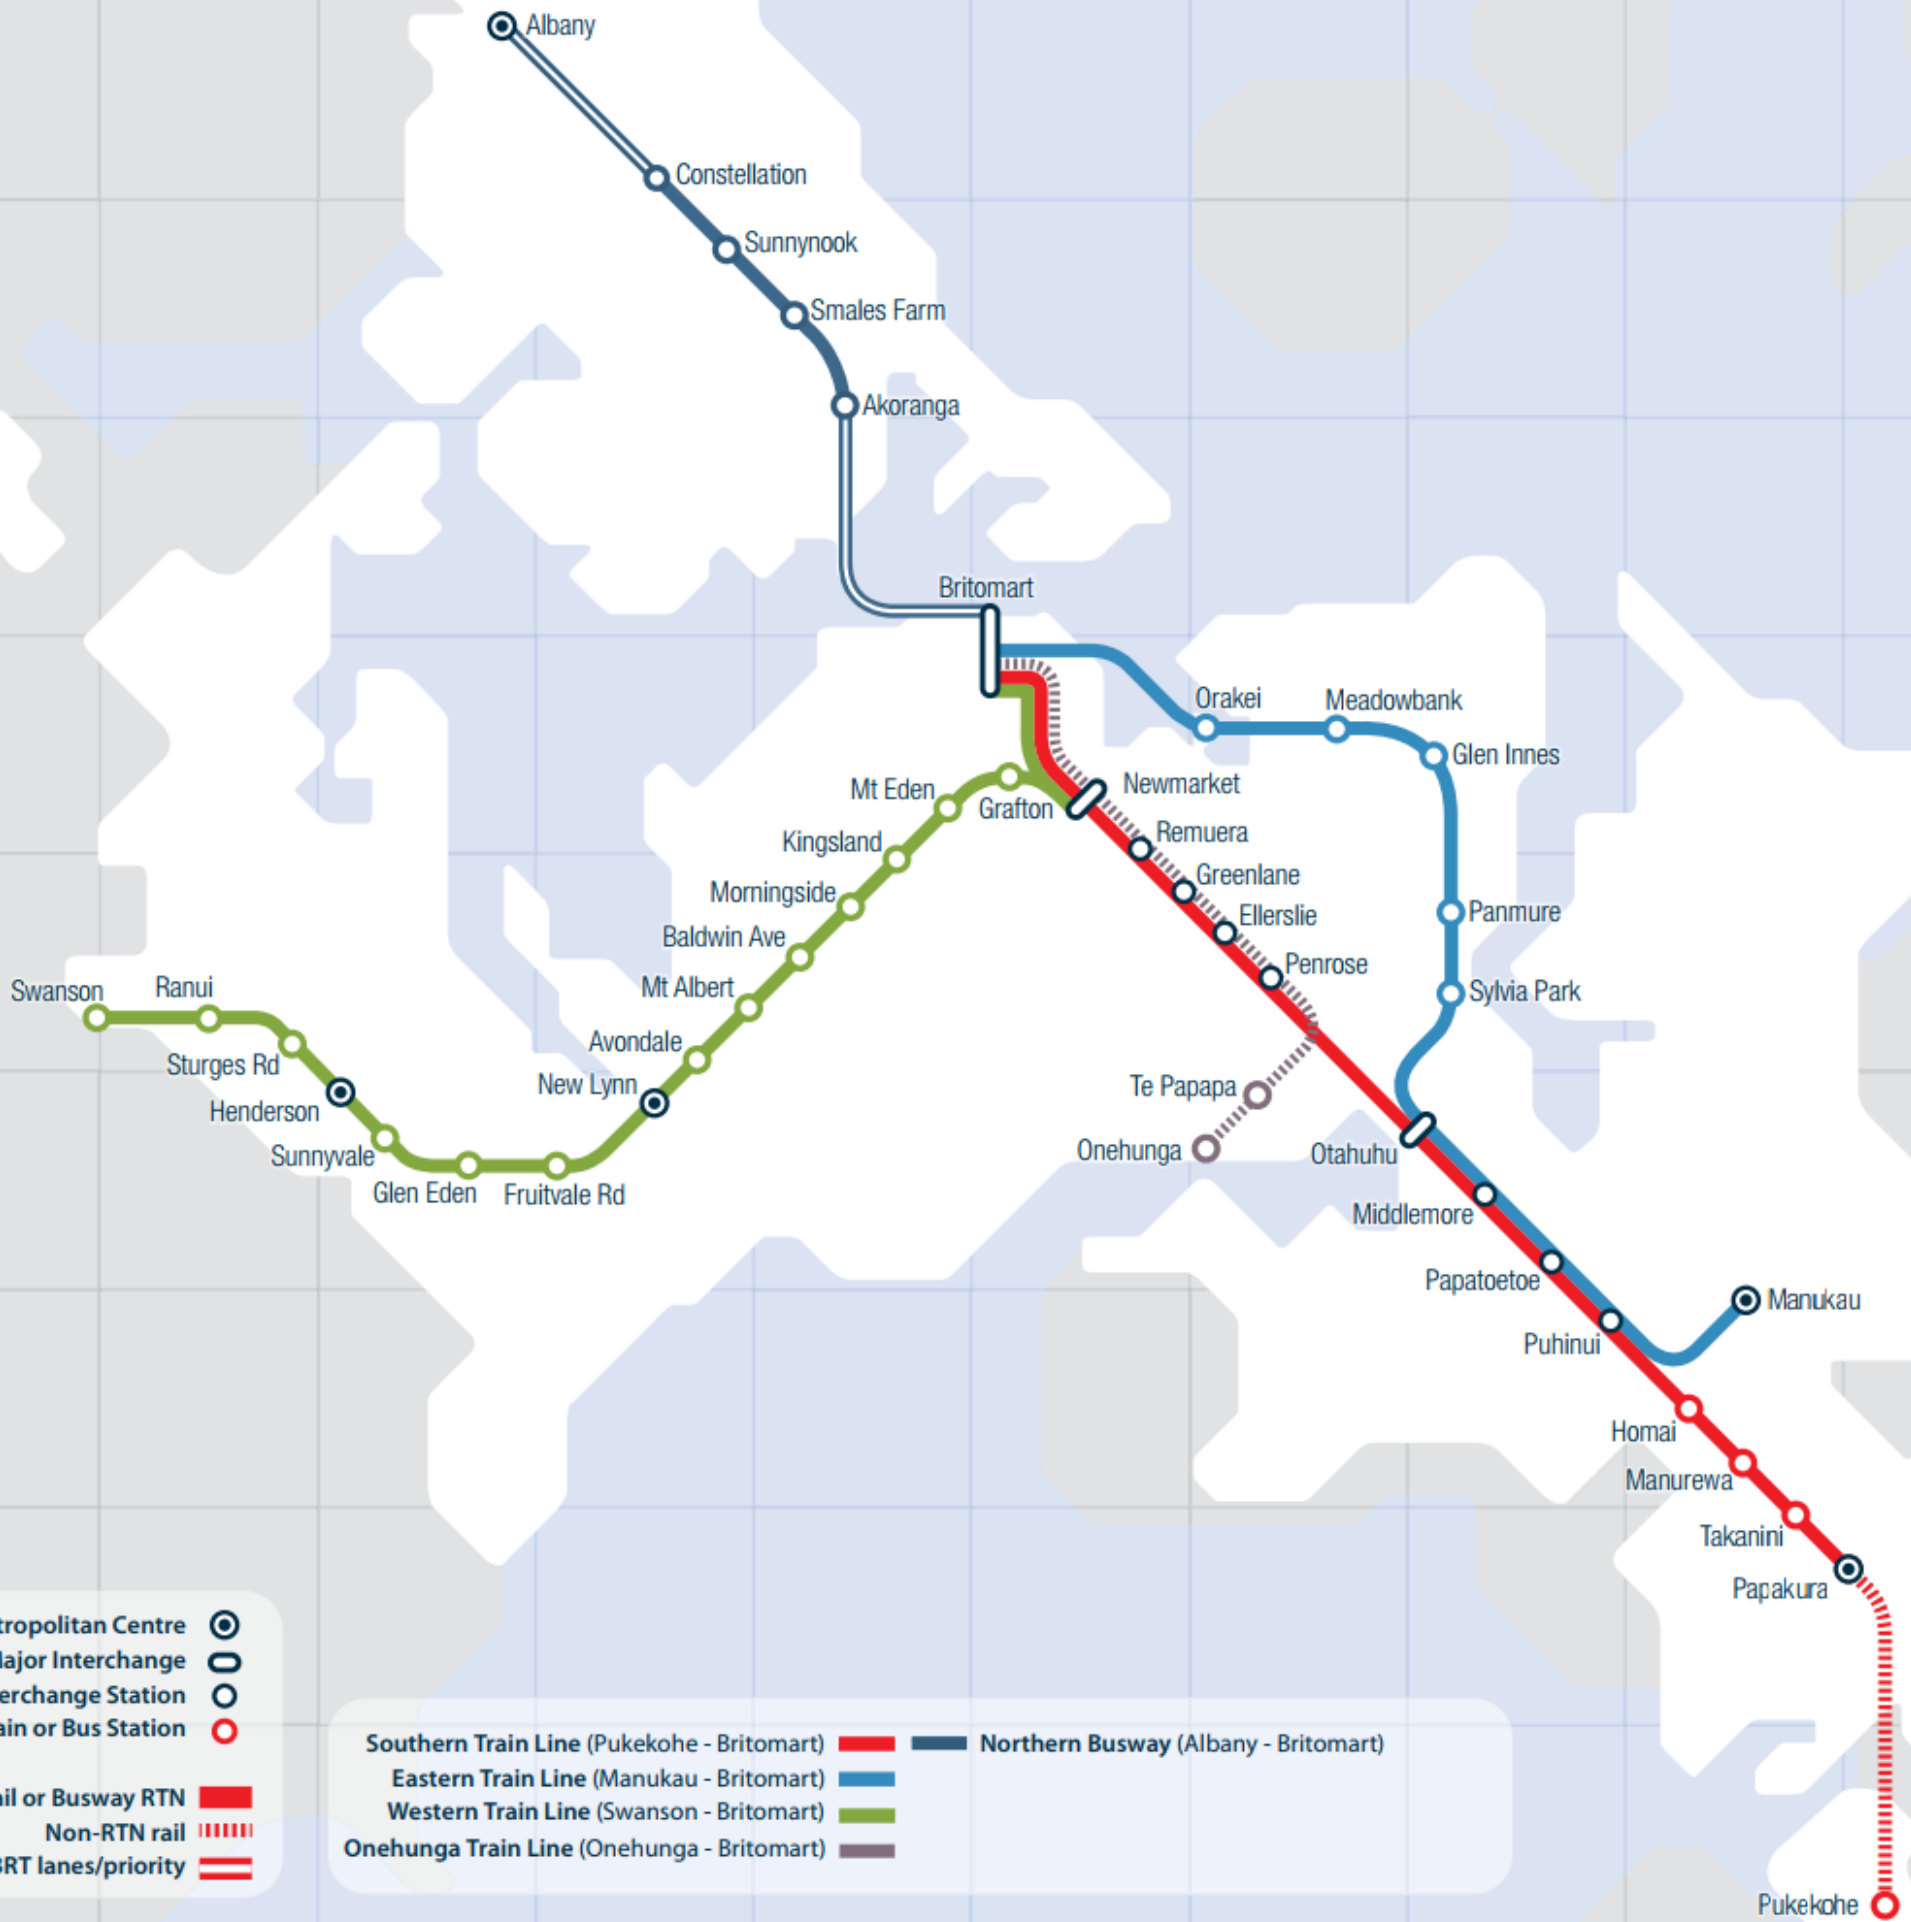 Albany
Constellation
Sunnynook
Smales Farm
Akoranga
Britomart
Orakei
Meadowbank
Glen Innes
Newmarket
Mt Eden
Grafton
Remuera
Kingsland
Greenlane
Morningside
Ellerslie
Panmure
Baldwin Ave
Penrose
Mt Albert
Swanson
Ranui
Sylvia Park
Avondale
Sturges Rd
New Lynn
Te Papapa
Henderson
Onehunga
Otahuhu
Sunnyvale
Glen Eden
Fruitvale Rd
Middlemore
Papatoetoe
Manukau
Puhinui
Homai
Manurewa
Takanini
Papakura
Pukekohe
tropolitan Centre
ajor Interchange
erchange Station
ain or Bus Station
ail or Busway RTN
Non-RTN rail
BRT lanes/priority
Southern Train Line (Pukekohe - Britomart)
Eastern Train Line (Manukau - Britomart)
Western Train Line (Swanson - Britomart)
Onehunga Train Line (Onehunga - Britomart)
Northern Busway (Albany - Britomart)